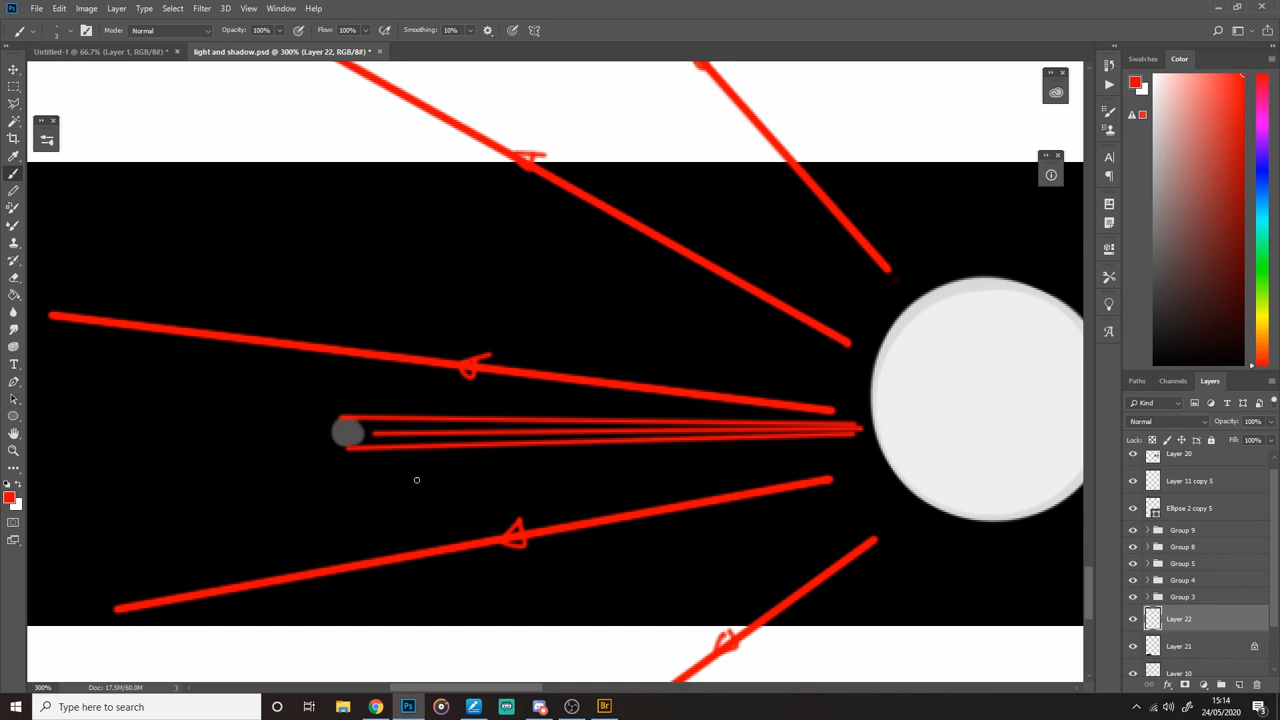 Ps File Edit Image Layer Type Select Filter 3D View Window Help
3 Mode: Normal Opacity: 100% Flow: 100% Smoothing: 10%
Untitled-1 @ 66.7% (Layer 1, RGB/8#) * × light and shadow.psd @ 300% (Layer 22, RGB/8#) * ×
Swatches Color
Paths Channels Layers
Kind
Normal Opacity: 100%
Lock: Fill: 100%
Layer 20
Layer 11 copy 5
Ellipse 2 copy 5
Group 9
Group 8
Group 5
Group 4
Group 3
Layer 22
Layer 21
Layer 10
300% Doc: 17.5M/60.0M
Type here to search
Ps
Br
15:14
24/05/2020